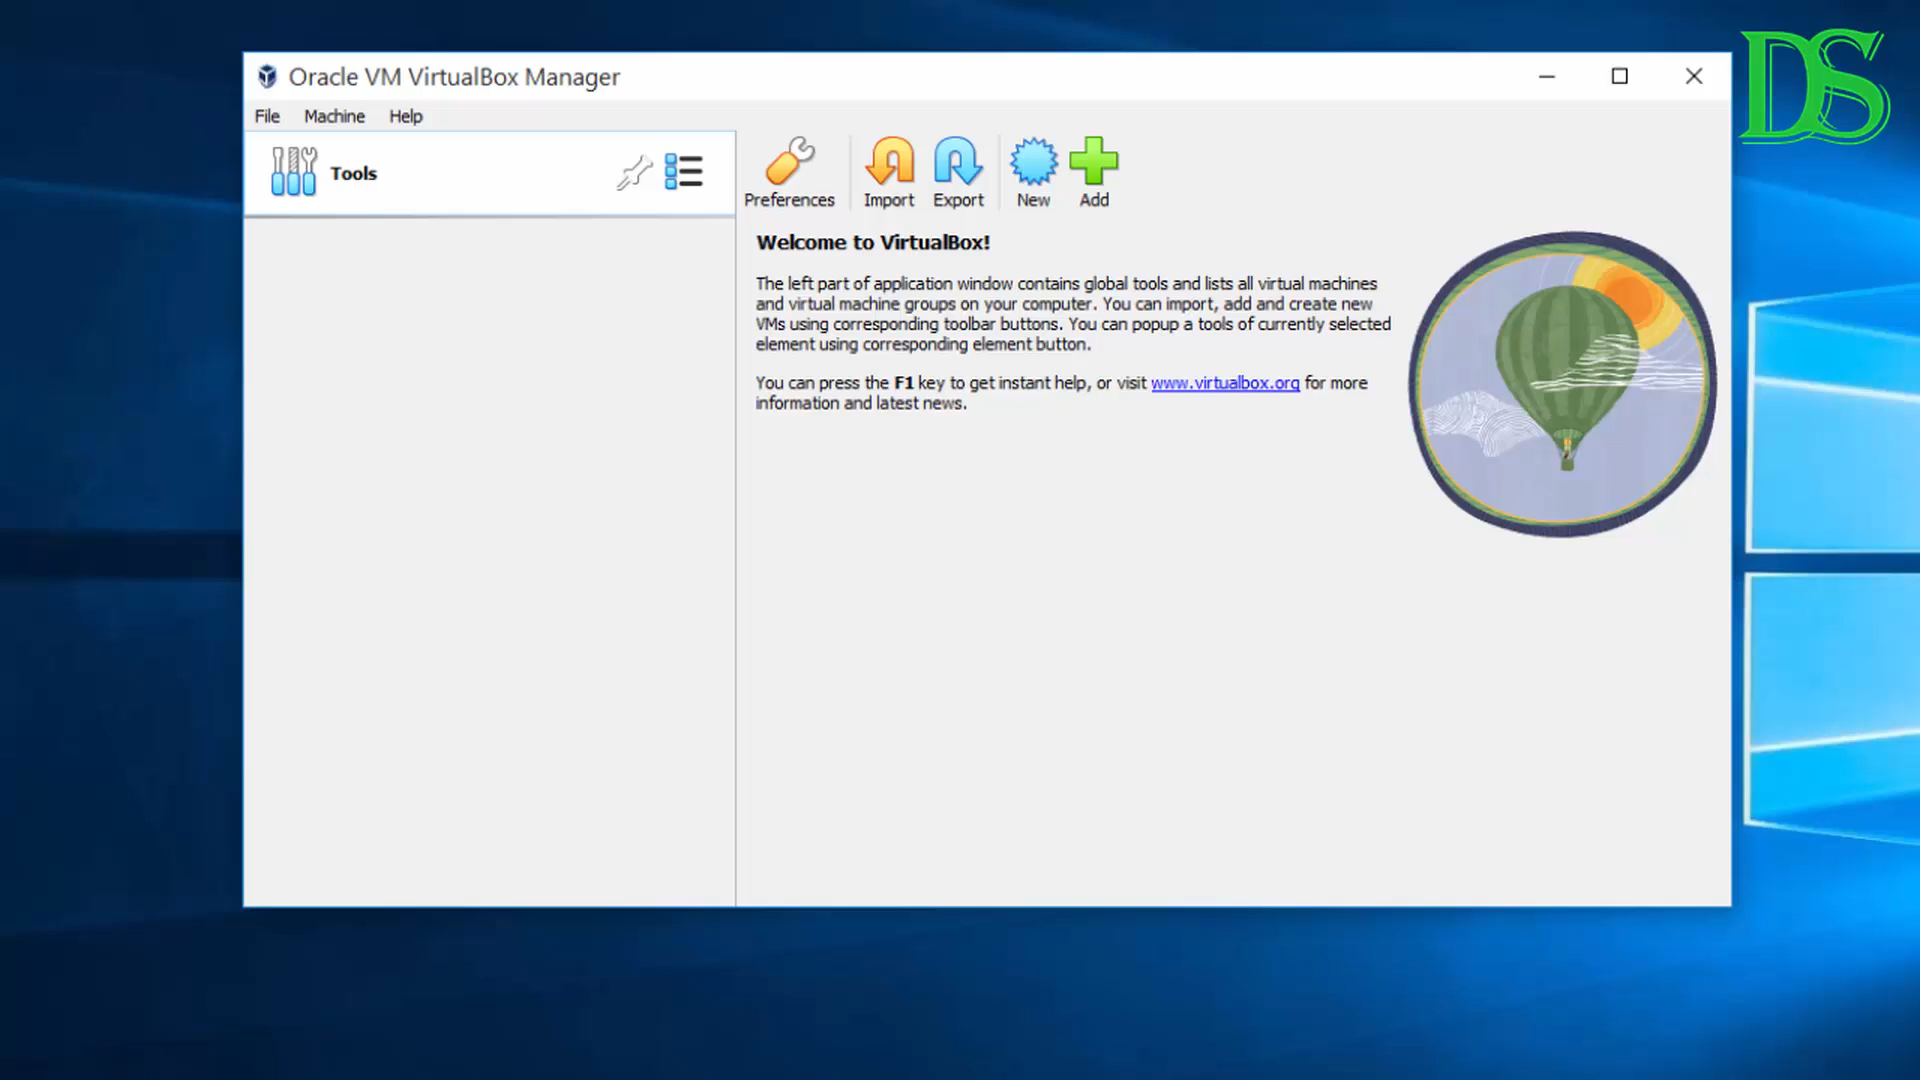 DS
Oracle VM VirtualBox Manager
File Machine Help
Tools
Preferences Import Export New Add
Welcome to VirtualBox!
The left part of application window contains global tools and lists all virtual machines
and virtual machine groups on your computer. You can import, add and create new
VMs using corresponding toolbar buttons. You can popup a tools of currently selected
element using corresponding element button.
You can press the F1 key to get instant help, or visit www.virtualbox.org for more
information and latest news.